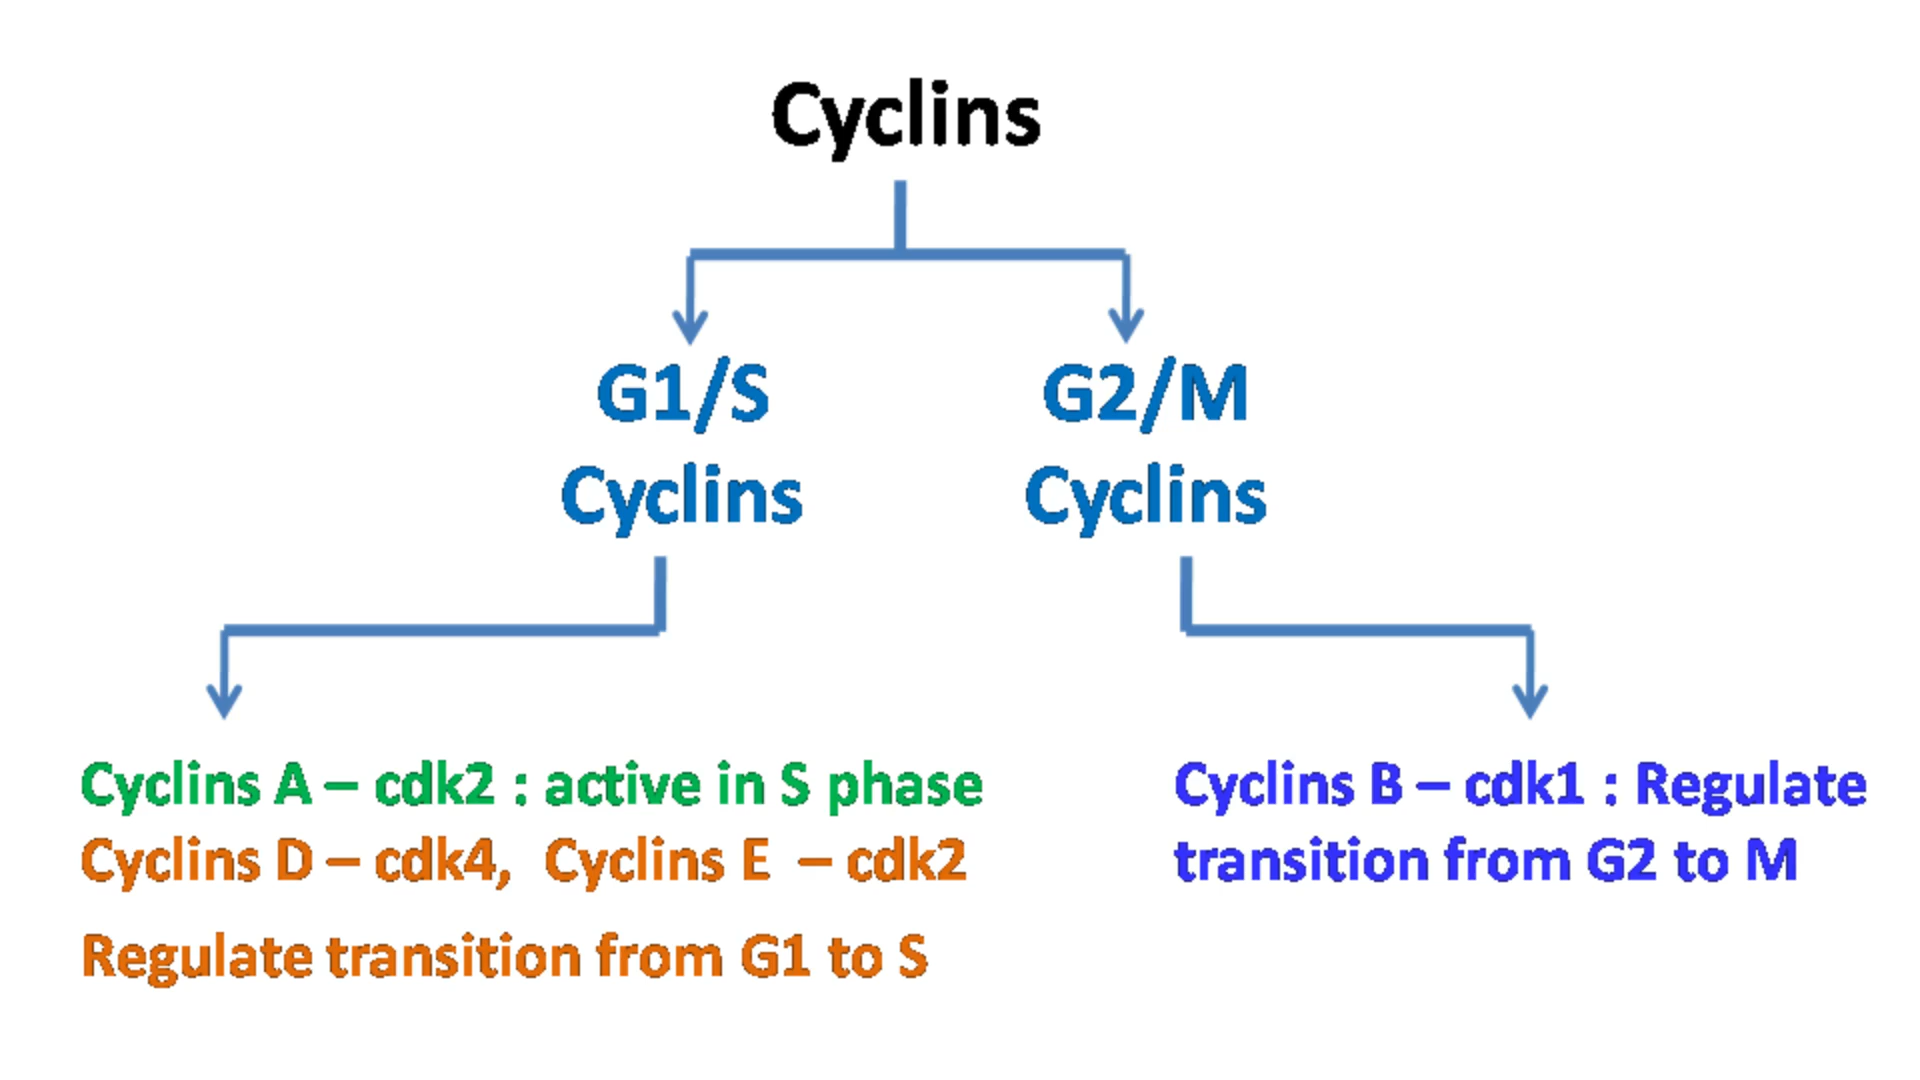 Cyclins
G1/S
Cyclins
G2/M
Cyclins
Cyclins A – cdk2 : active in S phase
Cyclins D – cdk4, Cyclins E – cdk2
Regulate transition from G1 to S
Cyclins B – cdk1 : Regulate
transition from G2 to M